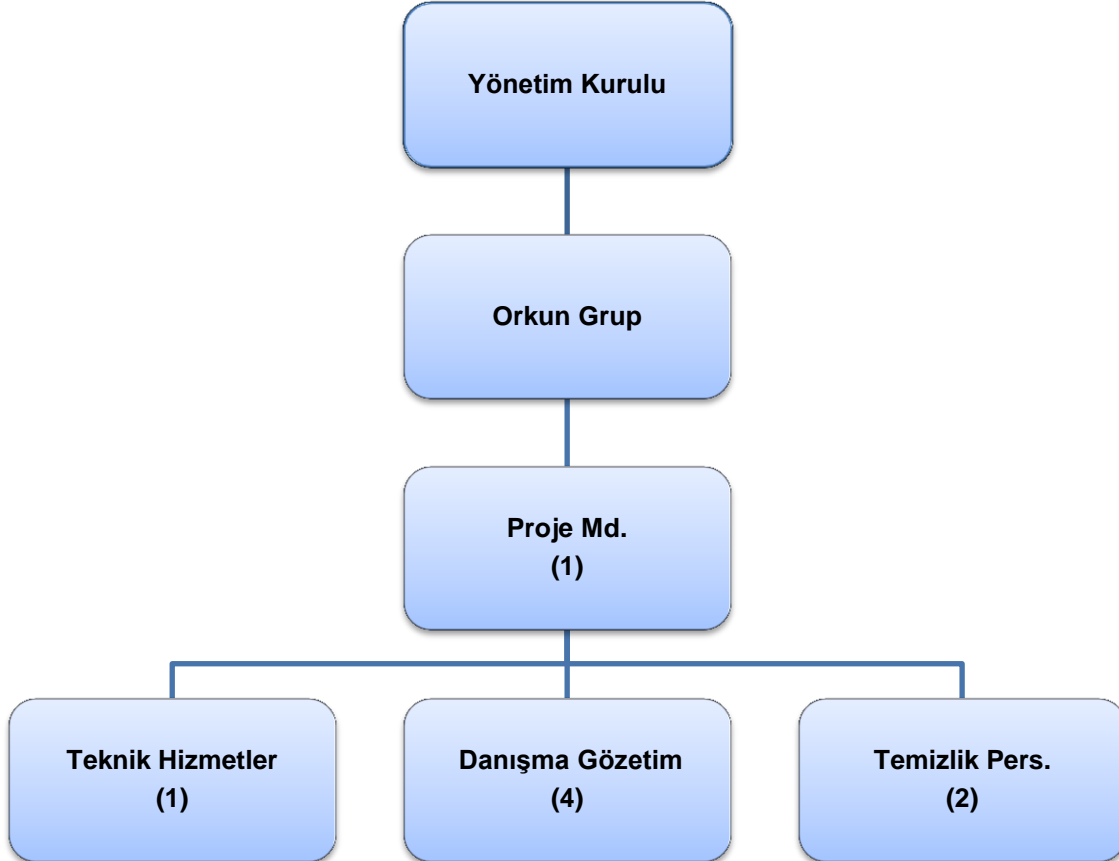 Yönetim Kurulu
Orkun Grup
Proje Md.
(1)
Teknik Hizmetler
(1)
Danışma Gözetim
(4)
Temizlik Pers.
(2)